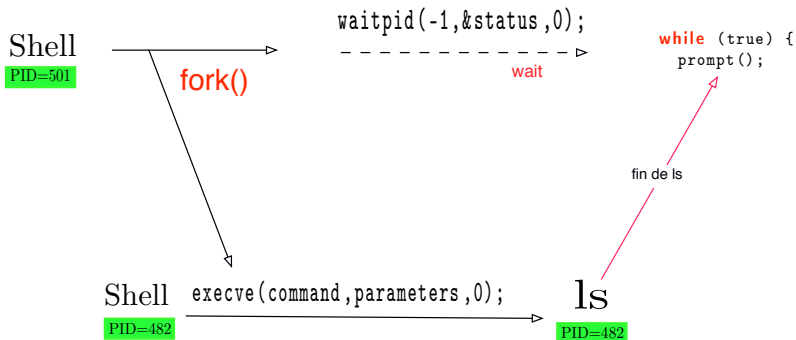 Shell
PID=501
fork()
waitpid(-1,&status,0);
wait
while (true) {
prompt();
fin de ls
Shell
PID=482
execve(command,parameters,0);
ls
PID=482